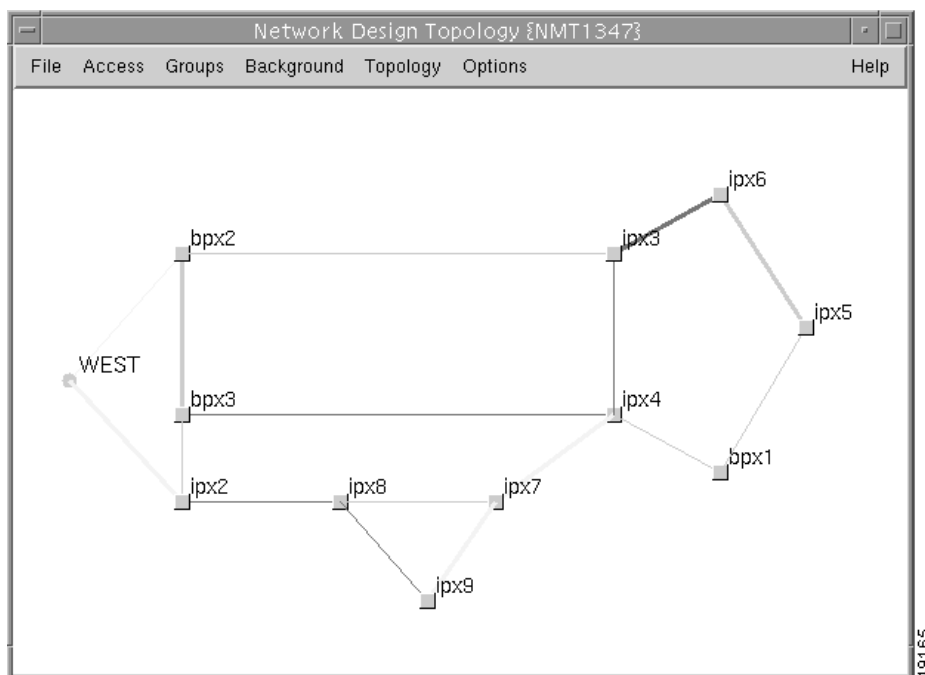 Network Design Topology {NMT1347}
File Access Groups Background Topology Options Help
ipx6
bpx2
ipx3
ipx5
WEST
bpx3
ipx4
bpx1
ipx2
ipx8
ipx7
ipx9
19165